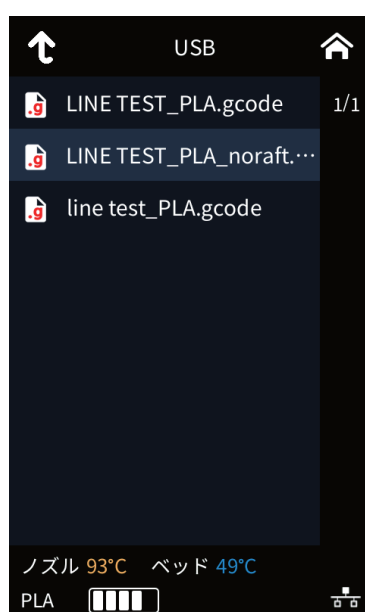 USB
.g LINE TEST_PLA.gcode 1/1
.g LINE TEST_PLA_noraft.…
.g line test_PLA.gcode
ノズル 93°C ベッド 49°C
PLA